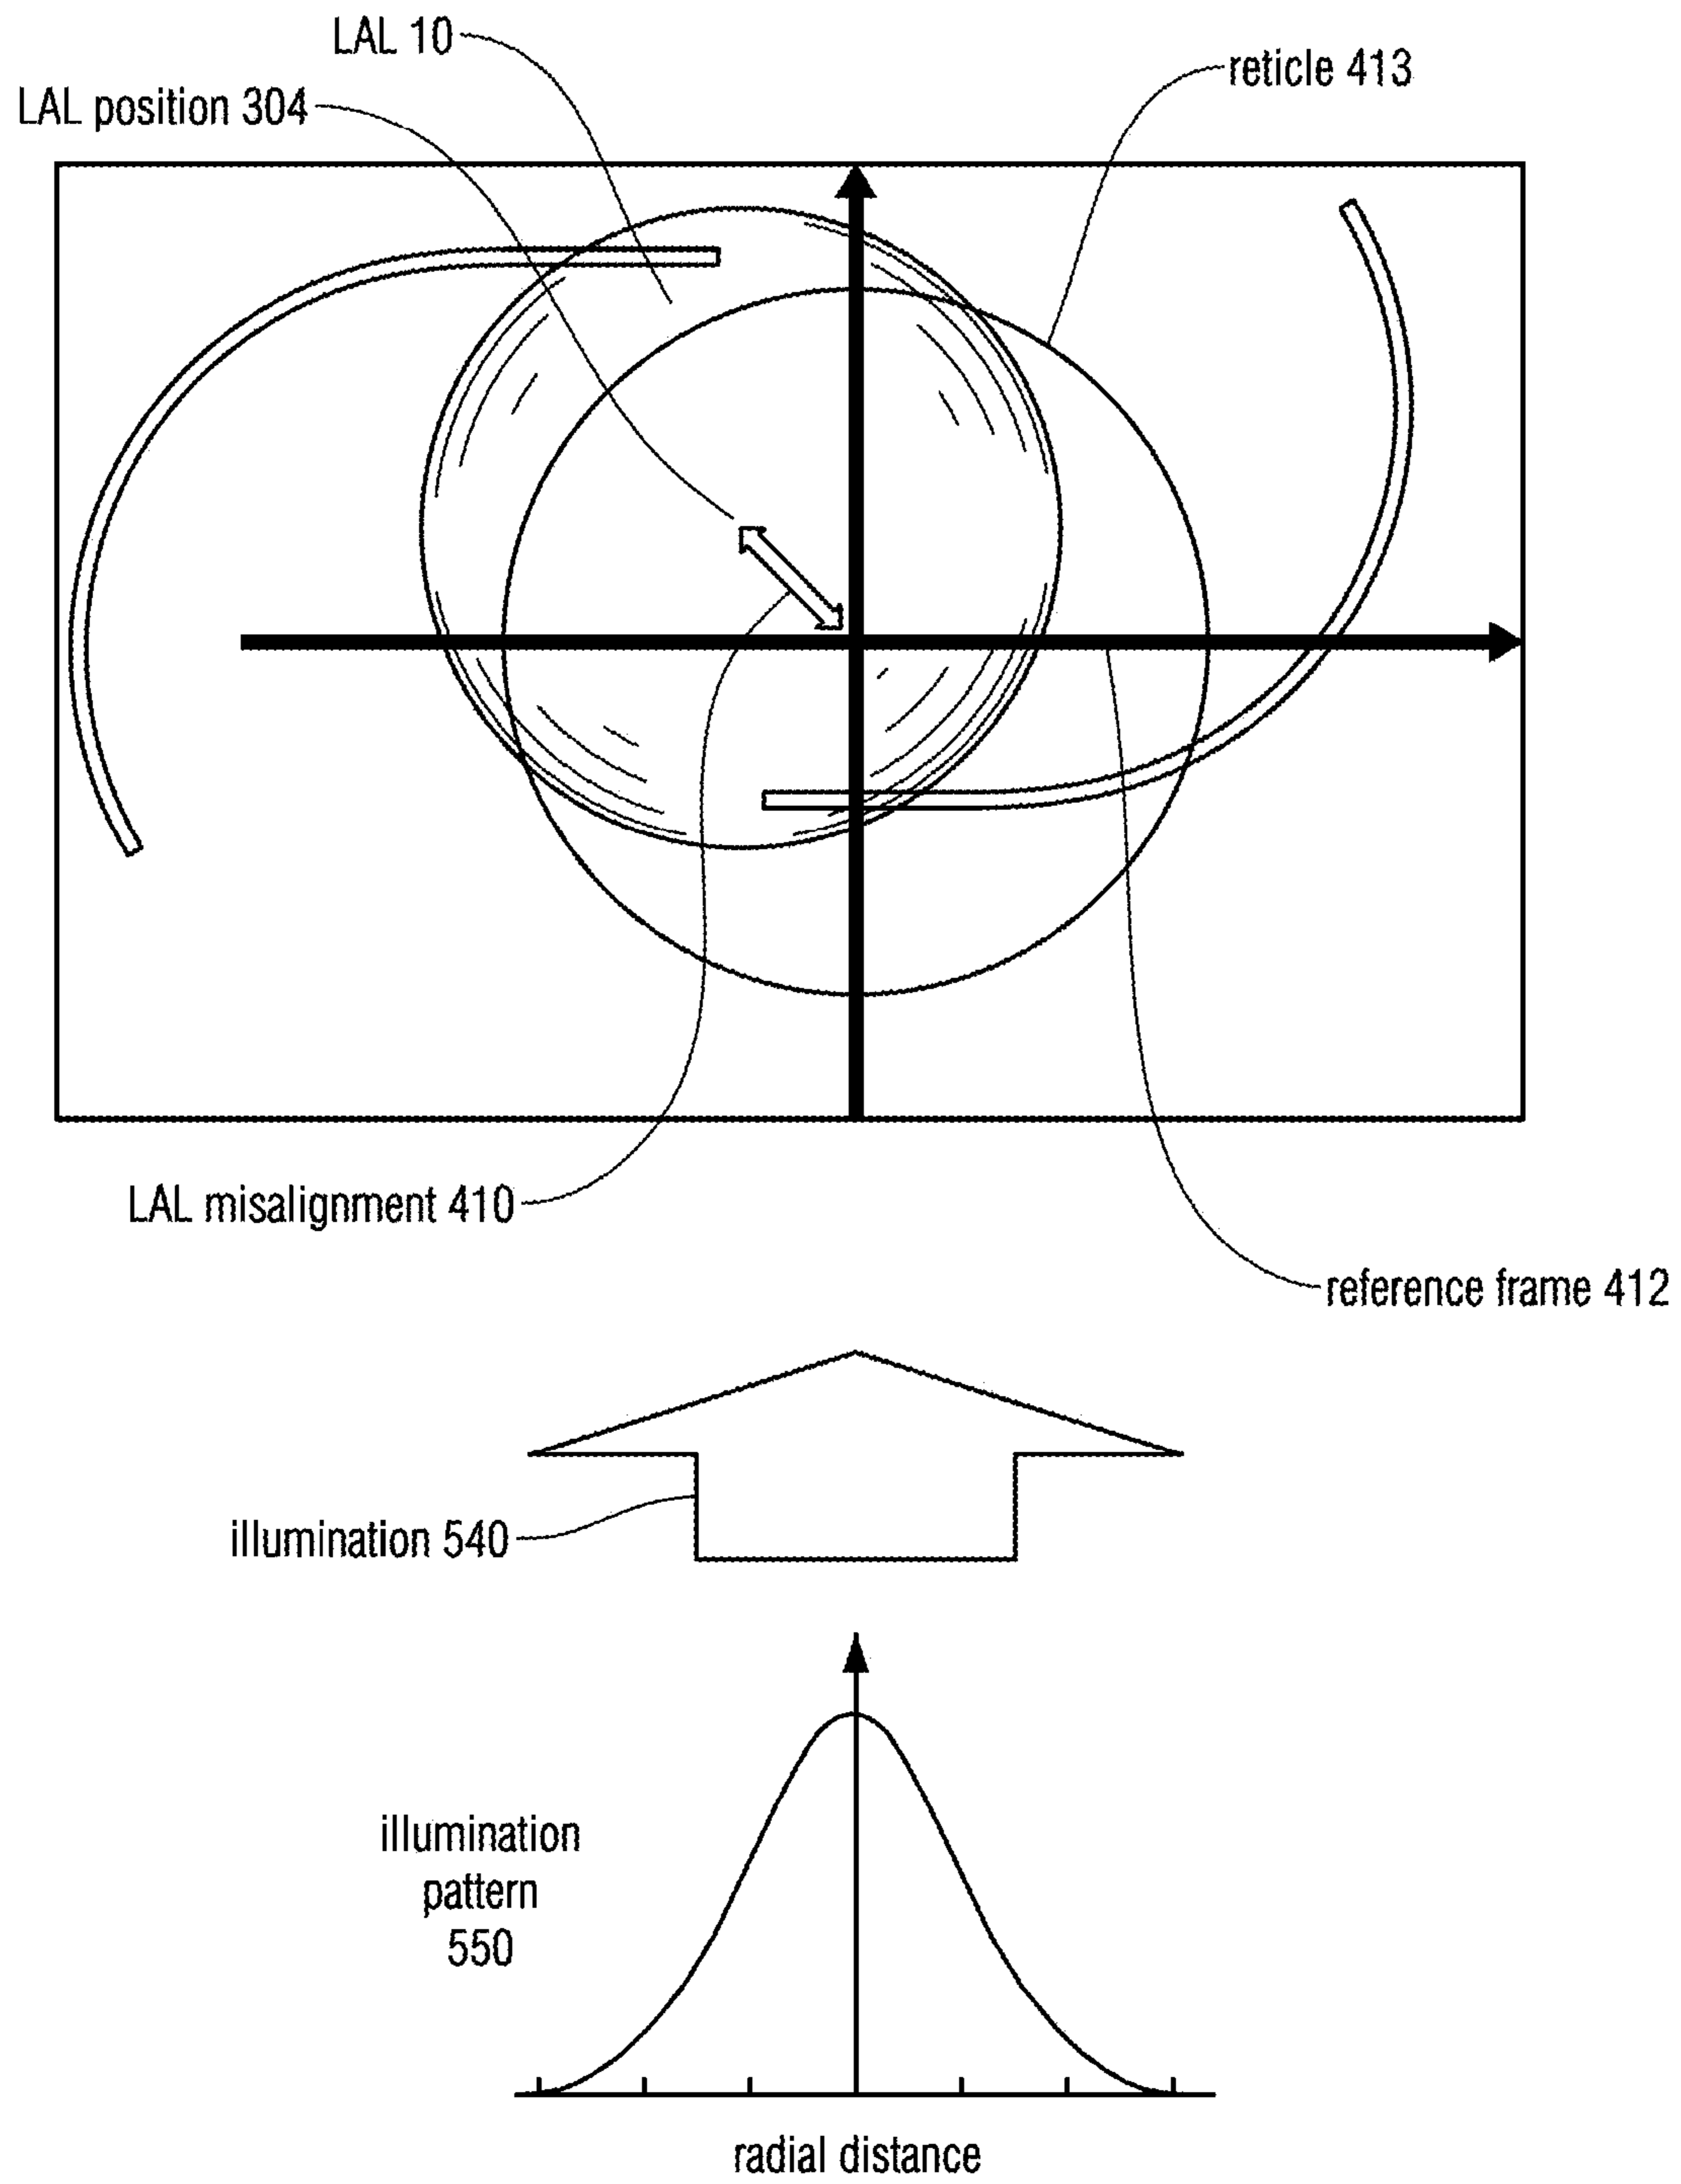 LAL 10
reticle 413
LAL position 304
LAL misalignment 410
reference frame 412
illumination 540
illumination
pattern
550
radial distance